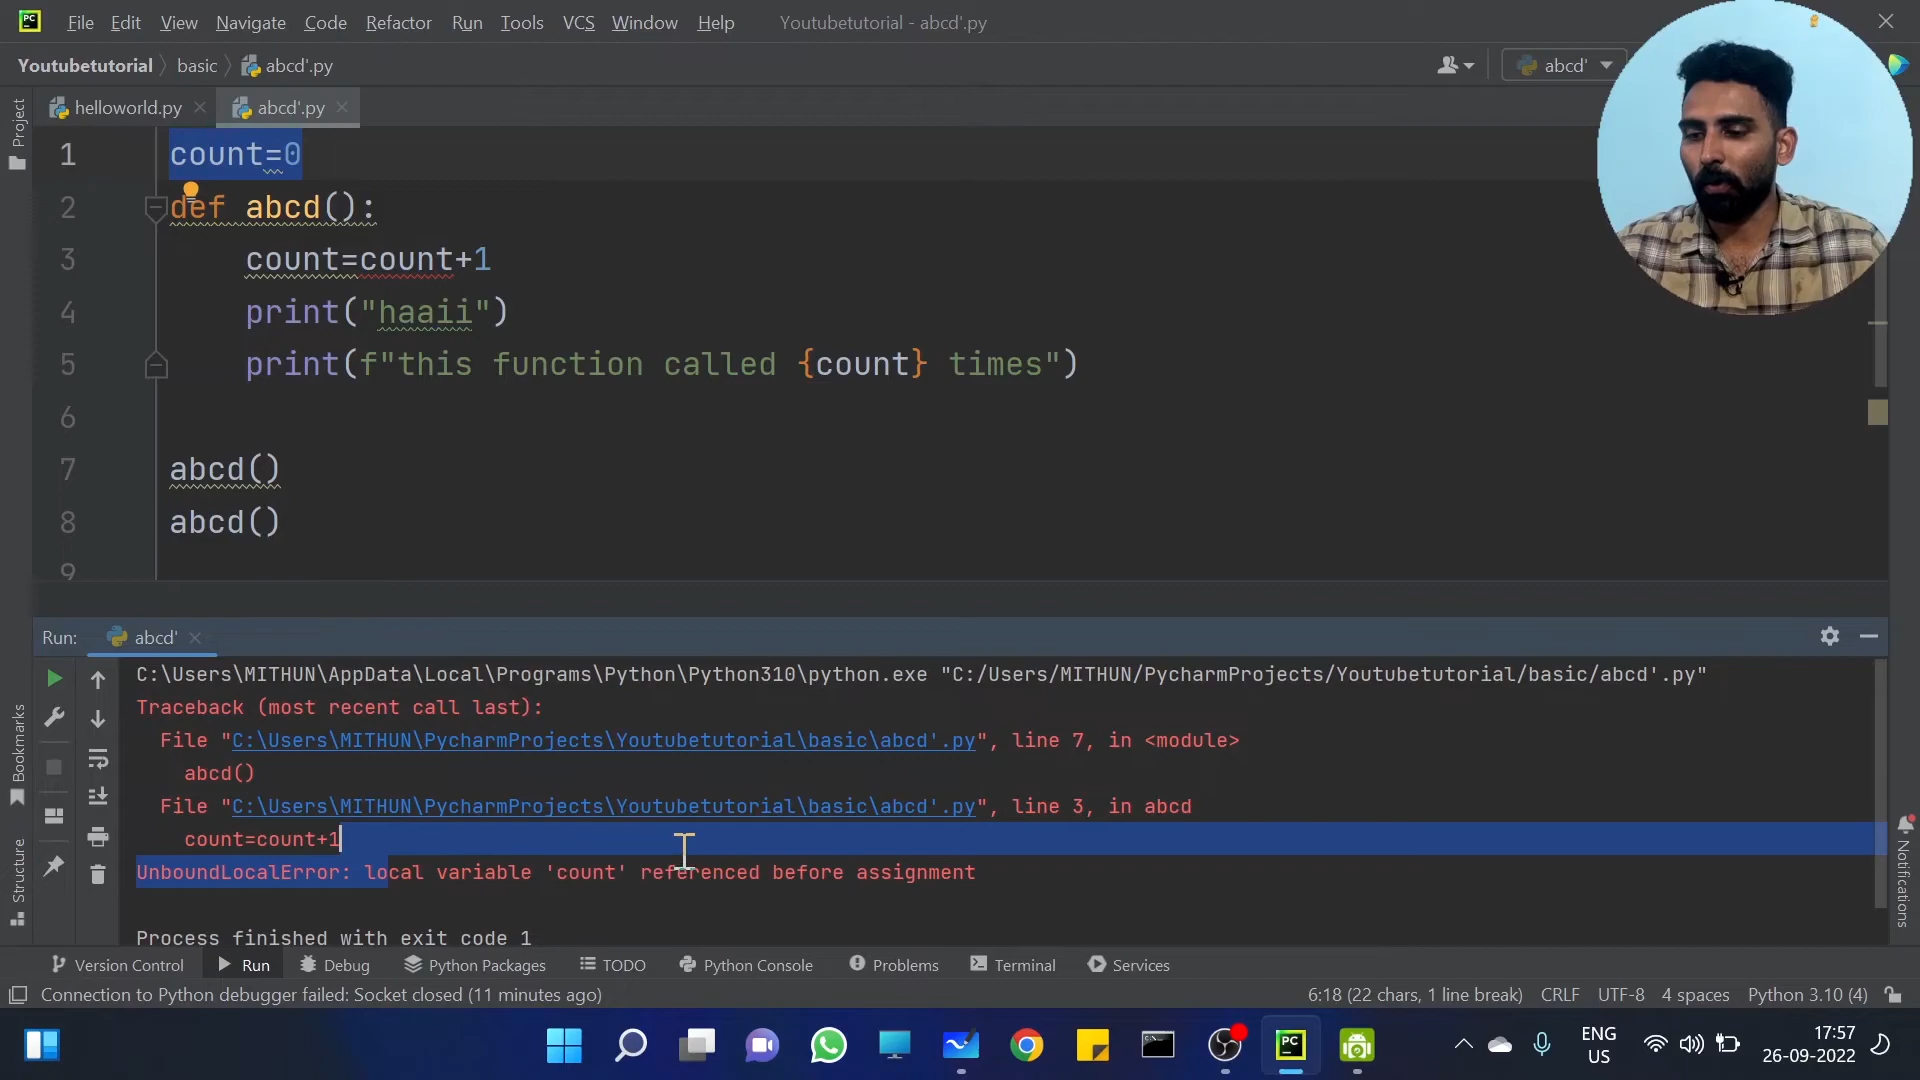 File Edit View Navigate Code Refactor Run Tools VCS Window Help Youtubetutorial - abcd'.py
Youtubetutorial basic abcd'.py abcd'
helloworld.py abcd'.py
Project
1 count=0
2 def abcd():
3 count=count+1
4 print("haaii")
5 print(f"this function called {count} times")
6
7 abcd()
8 abcd()
9
Run: abcd'
C:\Users\MITHUN\AppData\Local\Programs\Python\Python310\python.exe "C:/Users/MITHUN/PycharmProjects/Youtubetutorial/basic/abcd'.py"
Traceback (most recent call last):
File "C:\Users\MITHUN\PycharmProjects\Youtubetutorial\basic\abcd'.py", line 7, in <module>
abcd()
File "C:\Users\MITHUN\PycharmProjects\Youtubetutorial\basic\abcd'.py", line 3, in abcd
count=count+1
UnboundLocalError: local variable 'count' referenced before assignment
Process finished with exit code 1
Bookmarks
Structure
Notifications
Version Control Run Debug Python Packages TODO Python Console Problems Terminal Services
Connection to Python debugger failed: Socket closed (11 minutes ago) 6:18 (22 chars, 1 line break) CRLF UTF-8 4 spaces Python 3.10 (4)
PC
ENG
US
17:57
26-09-2022